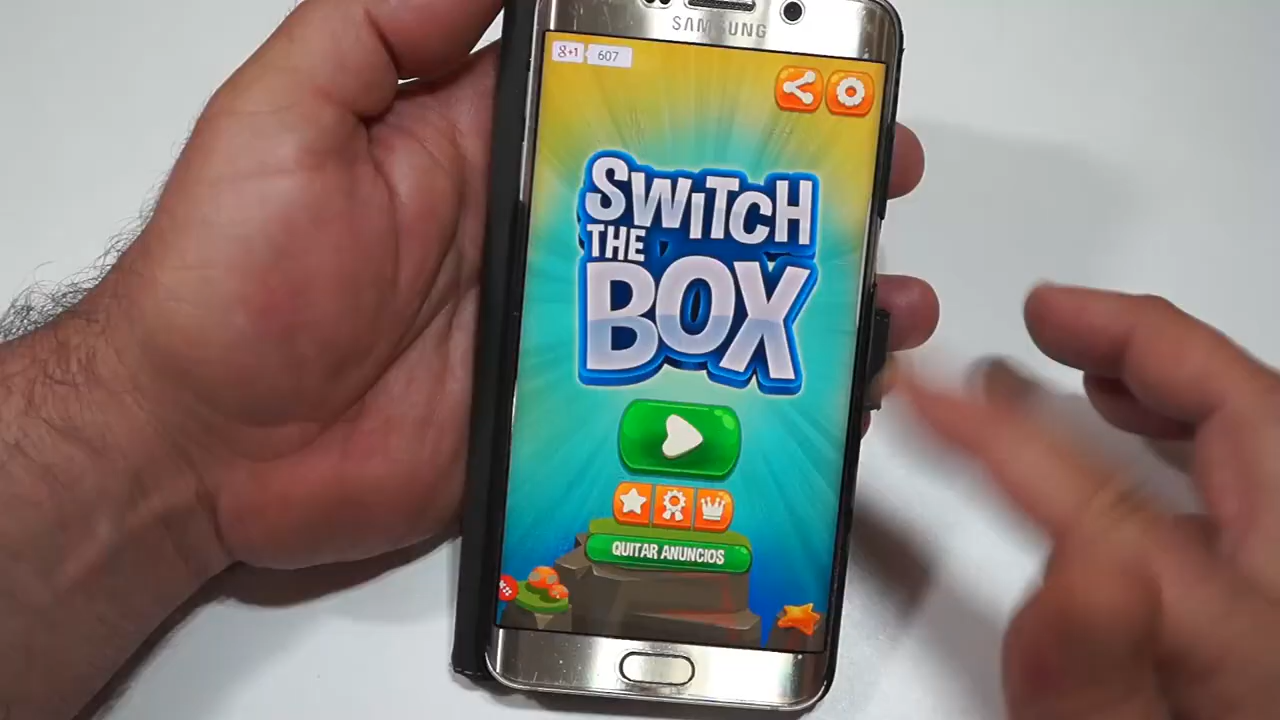 SAMSUNG
g+1 607
SWITCH
THE
BOX
QUITAR ANUNCIOS